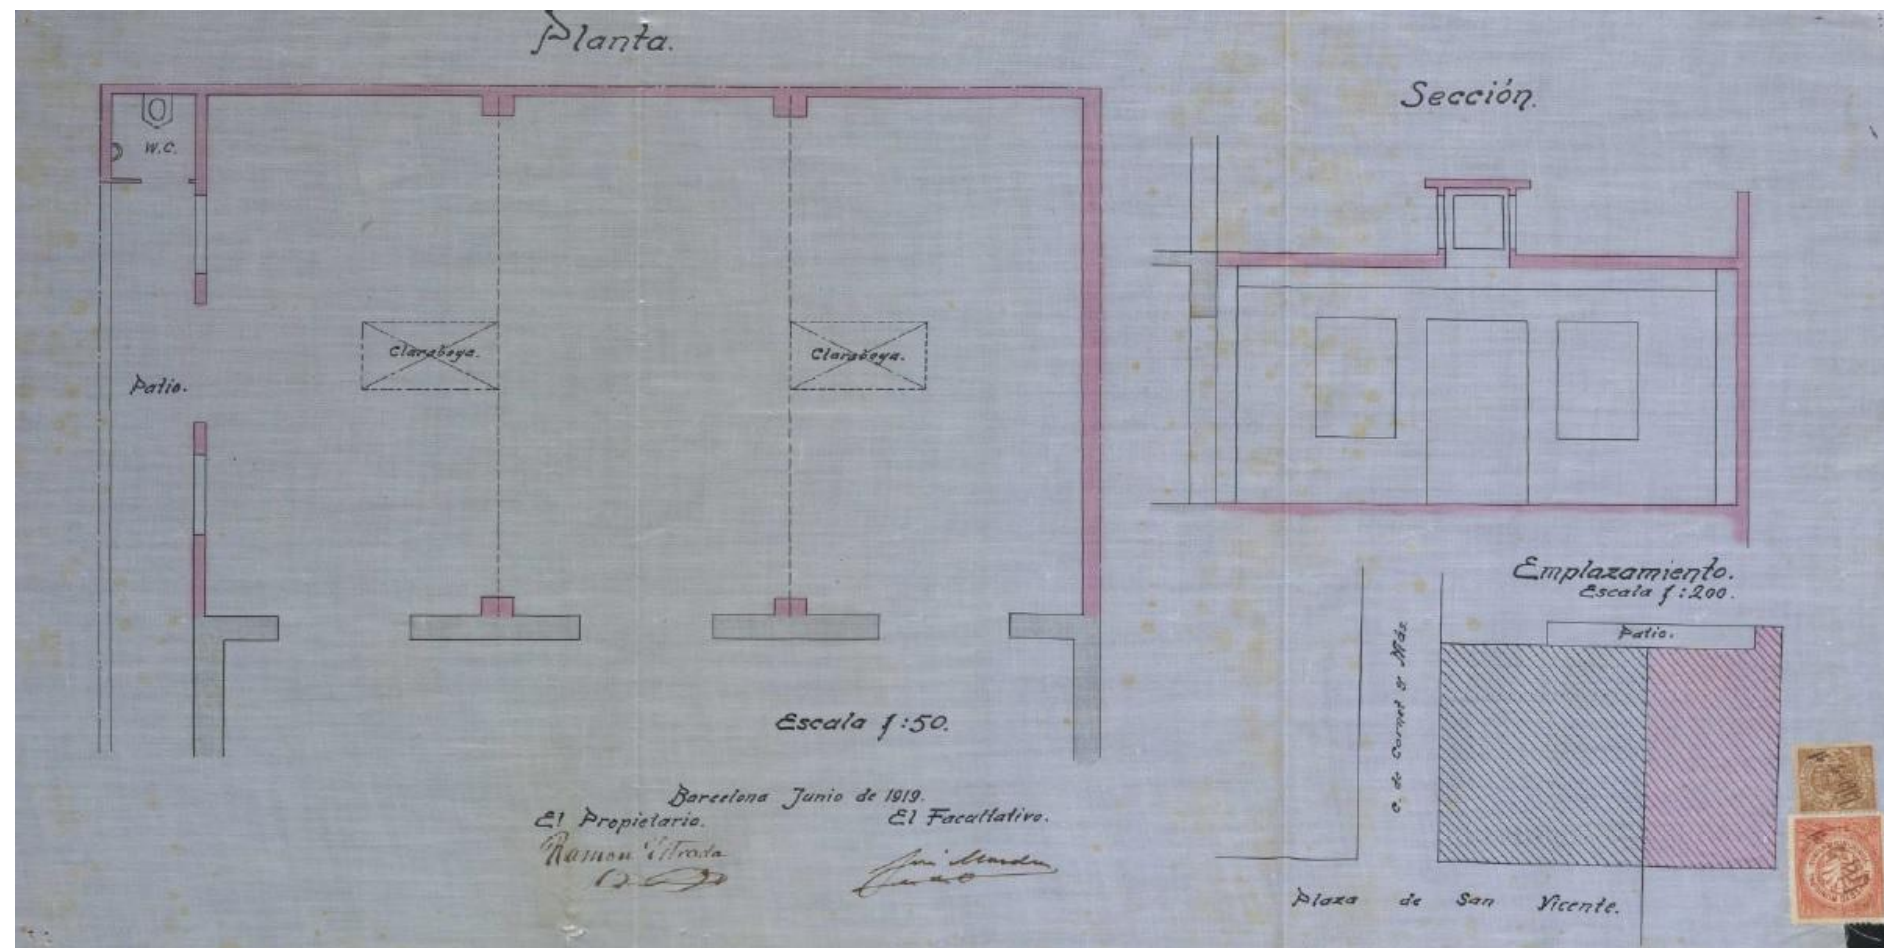 Planta.
W.C.
Claraboya.
Claraboya.
Patio.
Escala 1:50.
Barcelona Junio de 1919.
El Propietario.
Ramon Estrada
El Facultativo.
Sección.
Emplazamiento.
Escala 1:200.
Patio.
C. de Cornet y Más.
Plaza de San Vicente.